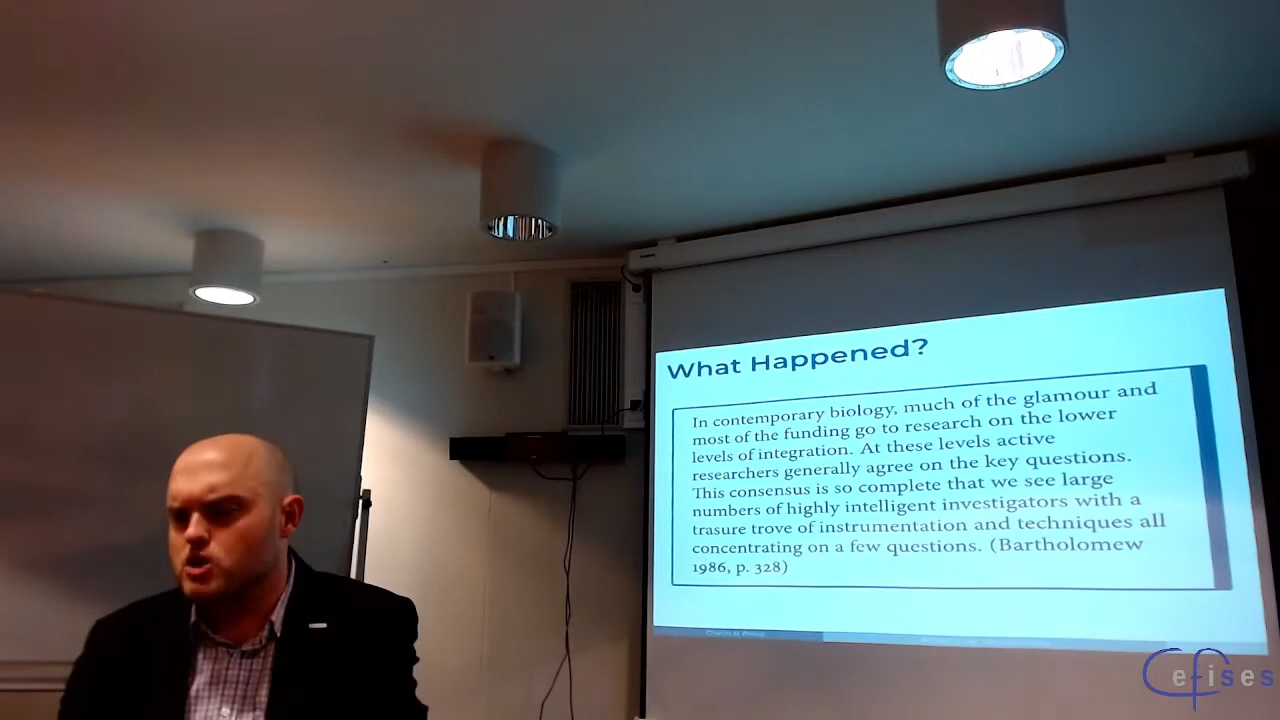 What Happened?
In contemporary biology, much of the glamour and
most of the funding go to research on the lower
levels of integration. At these levels active
researchers generally agree on the key questions.
This consensus is so complete that we see large
numbers of highly intelligent investigators with a
trasure trove of instrumentation and techniques all
concentrating on a few questions. (Bartholomew
1986, p. 328)
Cefises